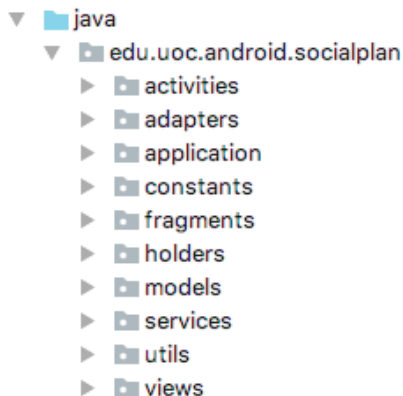 java
edu.uoc.android.socialplan
activities
adapters
application
constants
fragments
holders
models
services
utils
views